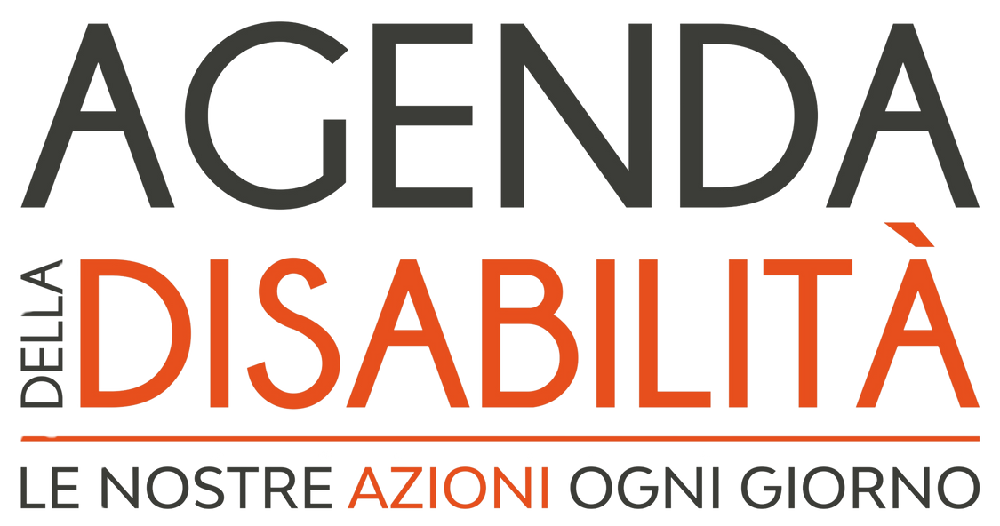 AGENDA
DELLA
DISABILITÀ
LE NOSTRE AZIONI OGNI GIORNO